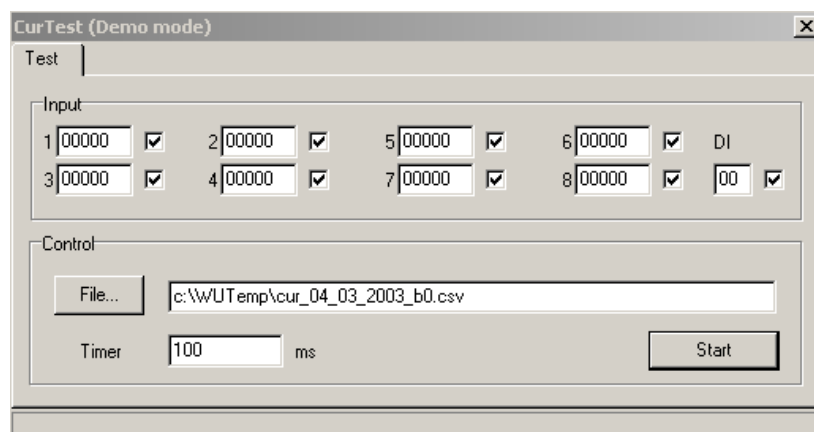 CurTest (Demo mode)
Test
Input
1 00000 2 00000 5 00000 6 00000 DI
3 00000 4 00000 7 00000 8 00000 00
Control
File... c:\WUTemp\cur_04_03_2003_b0.csv
Timer 100 ms Start